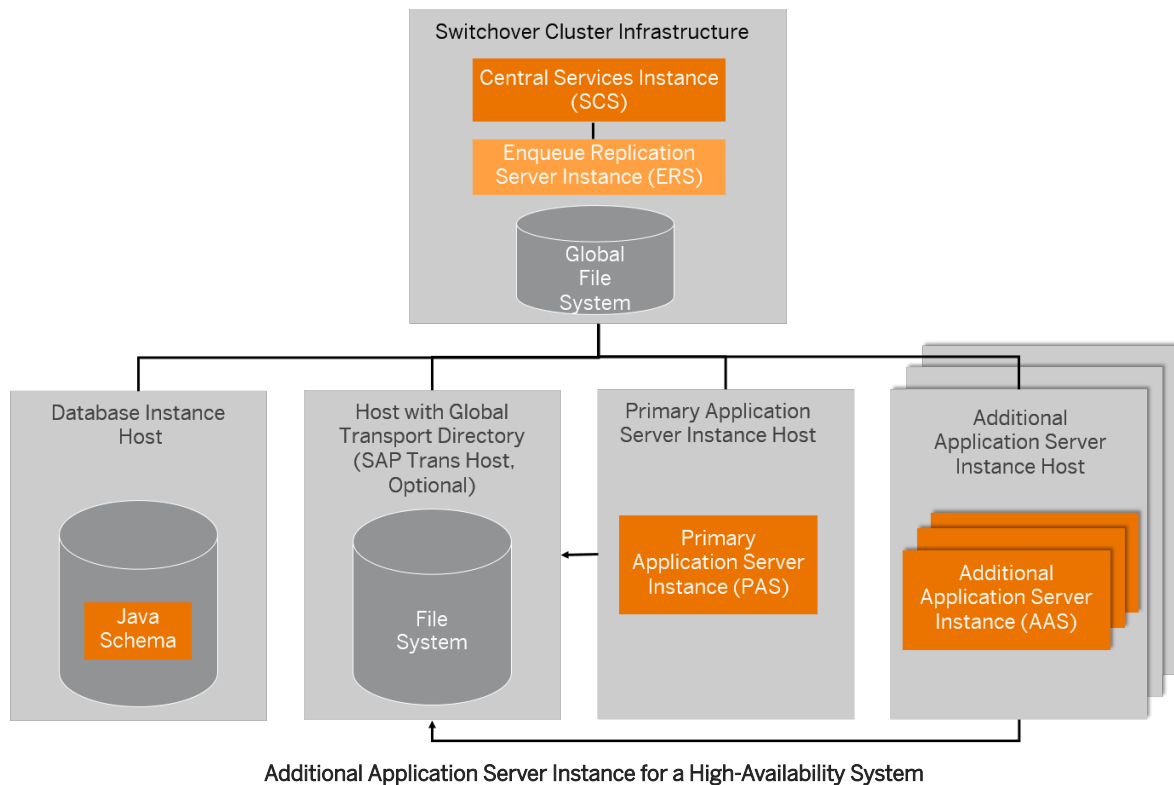 Switchover Cluster Infrastructure
Central Services Instance
(SCS)
Enqueue Replication
Server Instance (ERS)
Global
File
System
Database Instance
Host
Java
Schema
Host with Global
Transport Directory
(SAP Trans Host,
Optional)
File
System
Primary Application
Server Instance Host
Primary
Application Server
Instance (PAS)
Additional
Application Server
Instance Host
Additional
Application Server
Instance (AAS)
Additional Application Server Instance for a High-Availability System